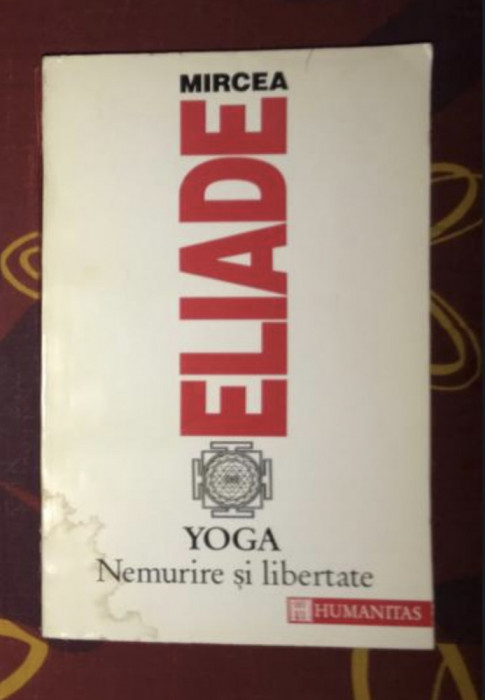 MIRCEA
ELIADE
YOGA
Nemurire și libertate
HUMANITAS